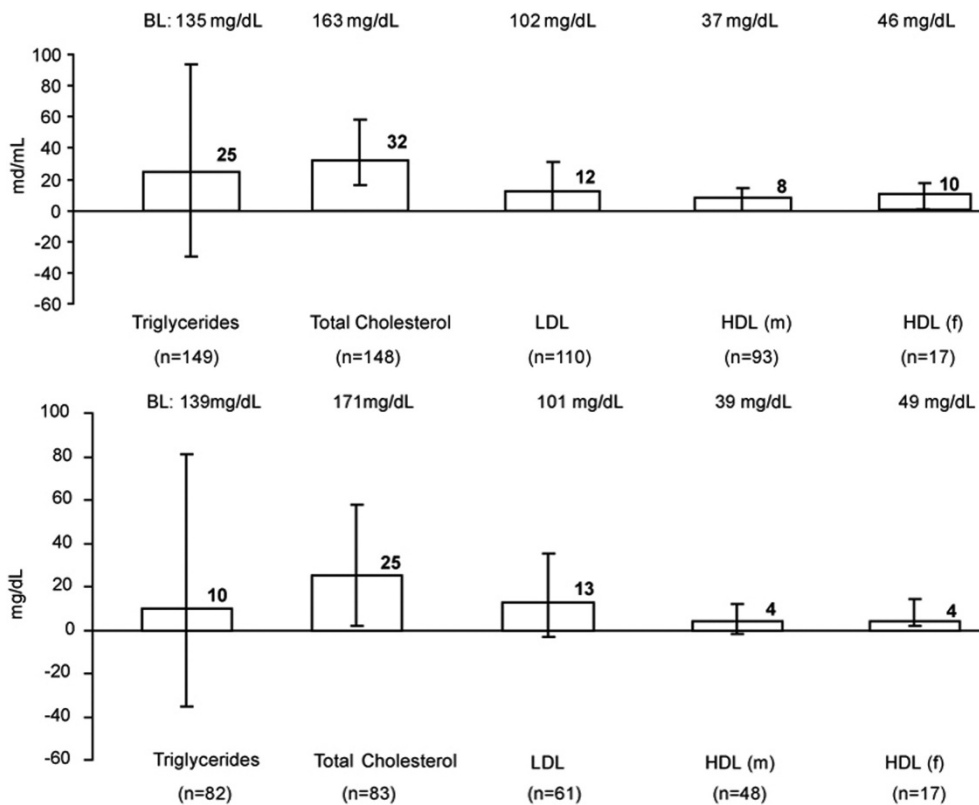 BL: 135 mg/dL 163 mg/dL 102 mg/dL 37 mg/dL 46 mg/dL
100
80
60
40
20
0
-20
-40
-60
md/mL
25 32 12 8 10
Triglycerides Total Cholesterol LDL HDL (m) HDL (f)
(n=149) (n=148) (n=110) (n=93) (n=17)
BL: 139mg/dL 171mg/dL 101 mg/dL 39 mg/dL 49 mg/dL
100
80
60
40
20
0
-20
-40
-60
mg/dL
10 25 13 4 4
Triglycerides Total Cholesterol LDL HDL (m) HDL (f)
(n=82) (n=83) (n=61) (n=48) (n=17)